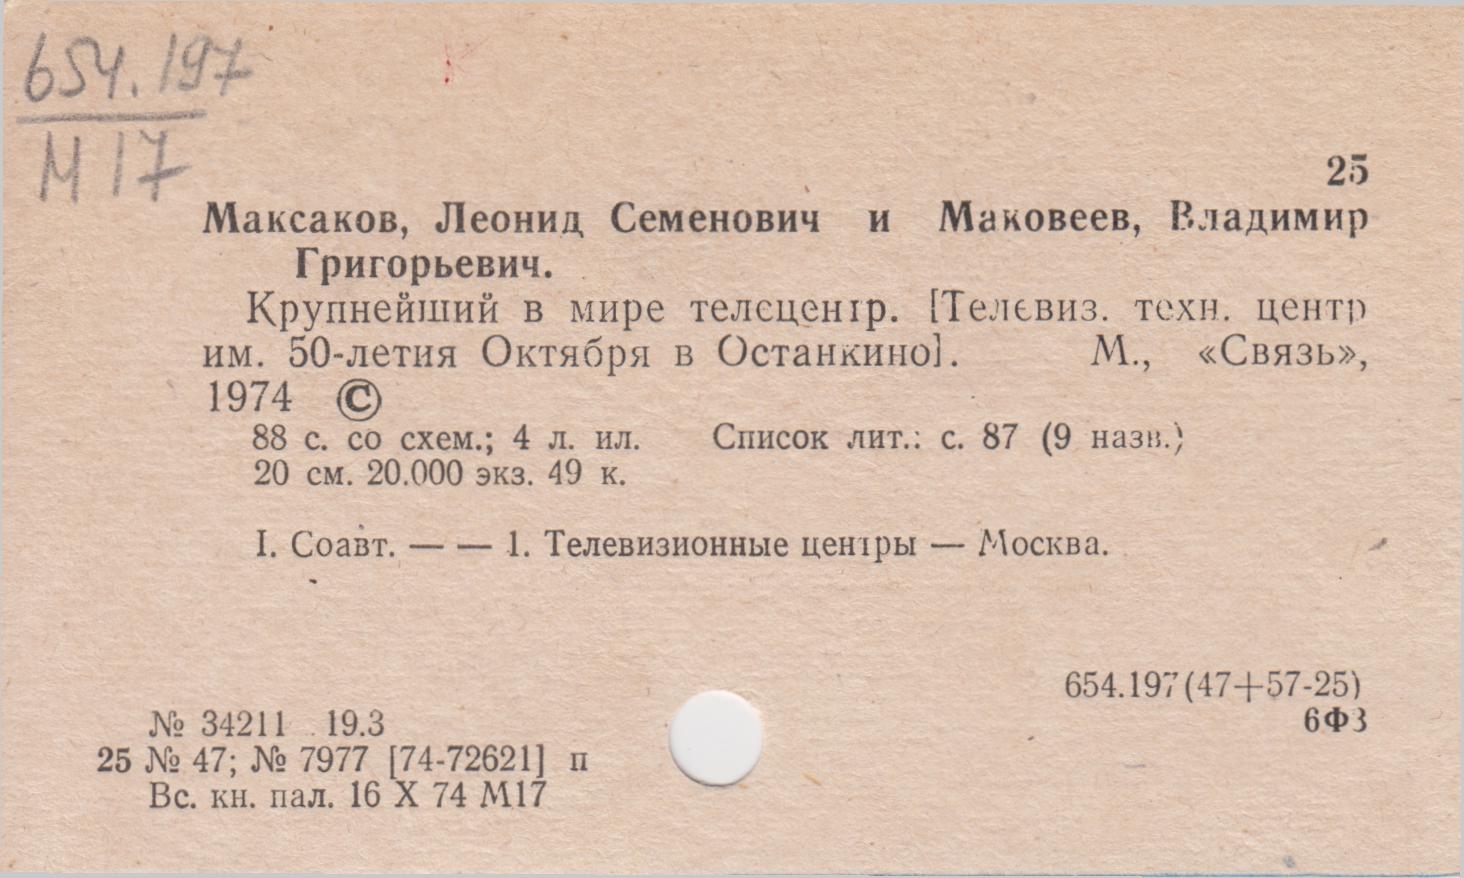 654.197
М17
25
Максаков, Леонид Семенович и Маковеев, Владимир
Григорьевич.
Крупнейший в мире телецентр. [Телевиз. техн. центр
им. 50-летия Октября в Останкино]. М., «Связь»,
1974 ©
88 с. со схем.; 4 л. ил. Список лит.: с. 87 (9 назв.)
20 см. 20.000 экз. 49 к.
I. Соавт. — — 1. Телевизионные центры — Москва.
654.197(47+57-25)
6Ф3
№ 34211 19.3
25 № 47; № 7977 [74-72621] п
Вс. кн. пал. 16 X 74 М17